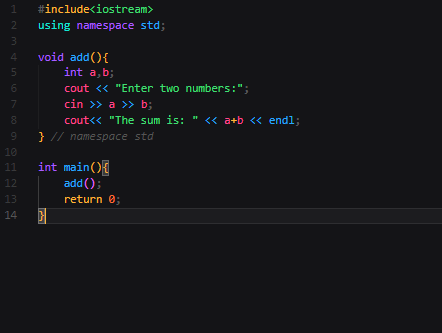 1 #include<iostream>
2 using namespace std;
3
4 void add(){
5     int a,b;
6     cout << "Enter two numbers:";
7     cin >> a >> b;
8     cout<< "The sum is: " << a+b << endl;
9 } // namespace std
10
11 int main(){
12     add();
13     return 0;
14 }